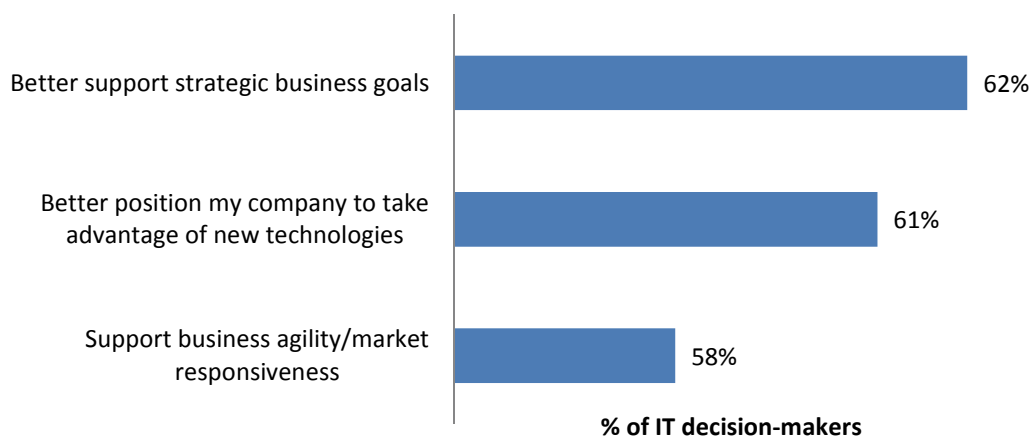 Better support strategic business goals
62%
Better position my company to take
advantage of new technologies
61%
Support business agility/market
responsiveness
58%
% of IT decision-makers